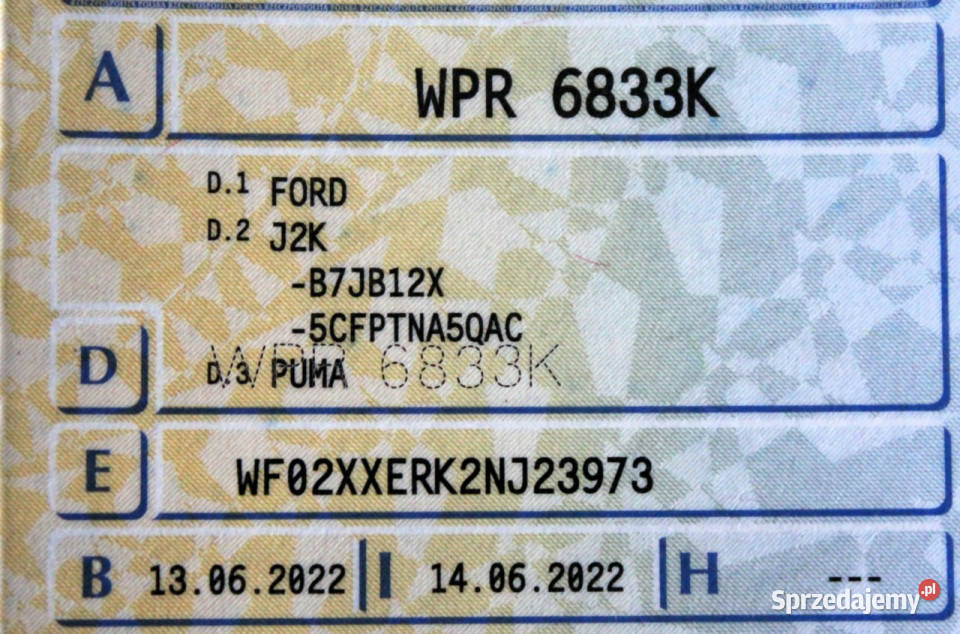 A WPR 6833K
D.1 FORD
D.2 J2K
-B7JB12X
-5CFPTNA5QAC
WPR 6833K
D D.3 PUMA
E WF02XXERK2NJ23973
B 13.06.2022 I 14.06.2022 H ---
Sprzedajemy.pl